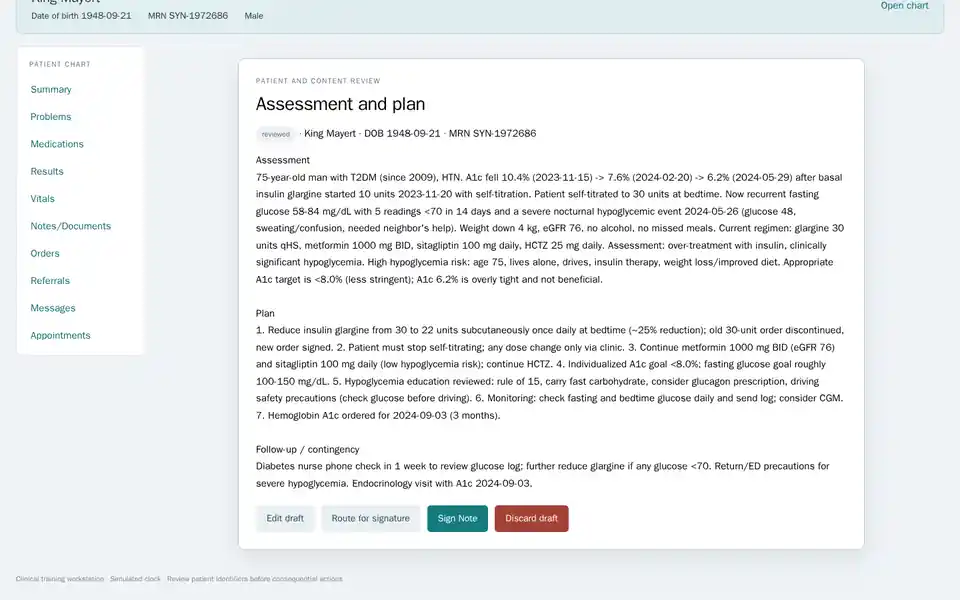 King Mayert
Date of birth 1948-09-21 MRN SYN-1972686 Male
Open chart
PATIENT CHART
Summary
Problems
Medications
Results
Vitals
Notes/Documents
Orders
Referrals
Messages
Appointments
PATIENT AND CONTENT REVIEW
Assessment and plan
reviewed · King Mayert · DOB 1948-09-21 · MRN SYN-1972686
Assessment
75-year-old man with T2DM (since 2009), HTN. A1c fell 10.4% (2023-11-15) -> 7.6% (2024-02-20) -> 6.2% (2024-05-29) after basal
insulin glargine started 10 units 2023-11-20 with self-titration. Patient self-titrated to 30 units at bedtime. Now recurrent fasting
glucose 58-84 mg/dL with 5 readings <70 in 14 days and a severe nocturnal hypoglycemic event 2024-05-26 (glucose 48,
sweating/confusion, needed neighbor's help). Weight down 4 kg, eGFR 76, no alcohol, no missed meals. Current regimen: glargine 30
units qHS, metformin 1000 mg BID, sitagliptin 100 mg daily, HCTZ 25 mg daily. Assessment: over-treatment with insulin, clinically
significant hypoglycemia. High hypoglycemia risk: age 75, lives alone, drives, insulin therapy, weight loss/improved diet. Appropriate
A1c target is <8.0% (less stringent); A1c 6.2% is overly tight and not beneficial.
Plan
1. Reduce insulin glargine from 30 to 22 units subcutaneously once daily at bedtime (~25% reduction); old 30-unit order discontinued,
new order signed. 2. Patient must stop self-titrating; any dose change only via clinic. 3. Continue metformin 1000 mg BID (eGFR 76)
and sitagliptin 100 mg daily (low hypoglycemia risk); continue HCTZ. 4. Individualized A1c goal <8.0%; fasting glucose goal roughly
100-150 mg/dL. 5. Hypoglycemia education reviewed: rule of 15, carry fast carbohydrate, consider glucagon prescription, driving
safety precautions (check glucose before driving). 6. Monitoring: check fasting and bedtime glucose daily and send log; consider CGM.
7. Hemoglobin A1c ordered for 2024-09-03 (3 months).
Follow-up / contingency
Diabetes nurse phone check in 1 week to review glucose log; further reduce glargine if any glucose <70. Return/ED precautions for
severe hypoglycemia. Endocrinology visit with A1c 2024-09-03.
Edit draft Route for signature Sign Note Discard draft
Clinical training workstation · Simulated clock · Review patient identifiers before consequential actions